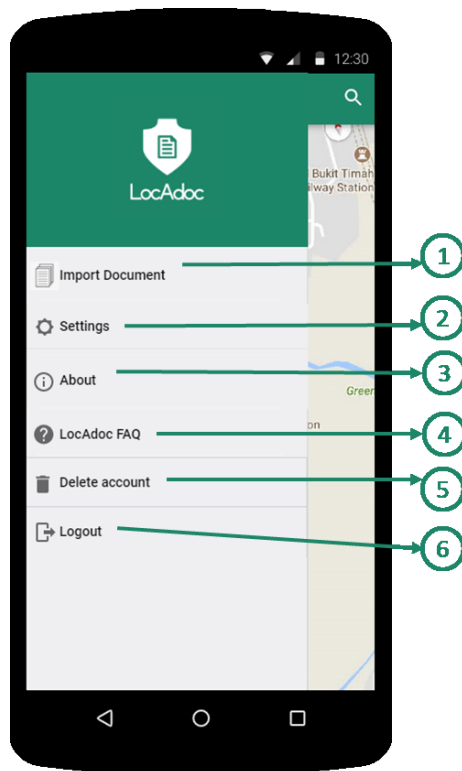 12:30
LocAdoc
Bukit Timah
ilway Station
Import Document
1
Settings
2
About
3
Green
LocAdoc FAQ
4
on
Delete account
5
Logout
6